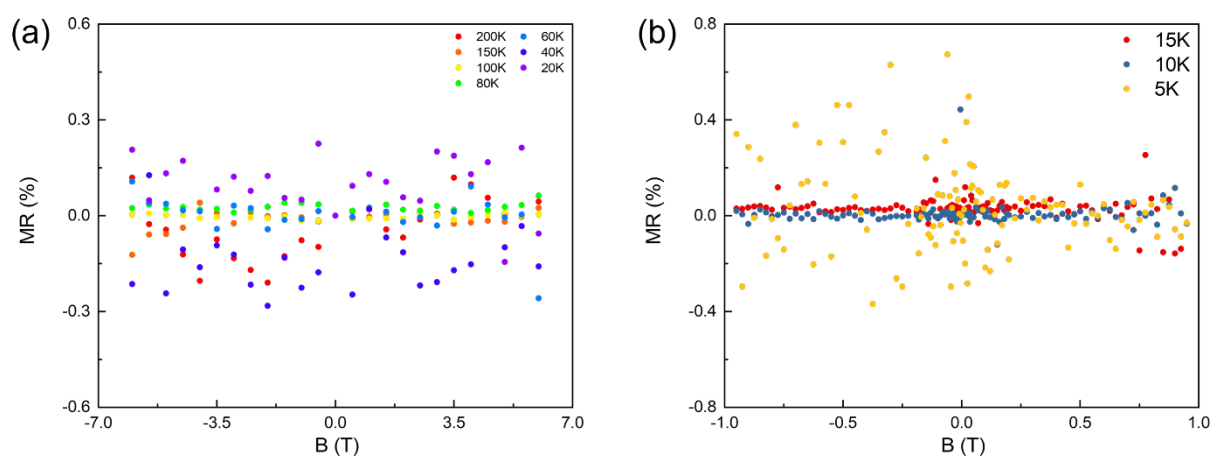 (a)
0.6
0.3
0.0
-0.3
-0.6
MR (%)
200K 60K
150K 40K
100K 20K
80K
-7.0 -3.5 0.0 3.5 7.0
B (T)
(b)
0.8
0.4
0.0
-0.4
-0.8
MR (%)
15K
10K
5K
-1.0 -0.5 0.0 0.5 1.0
B (T)